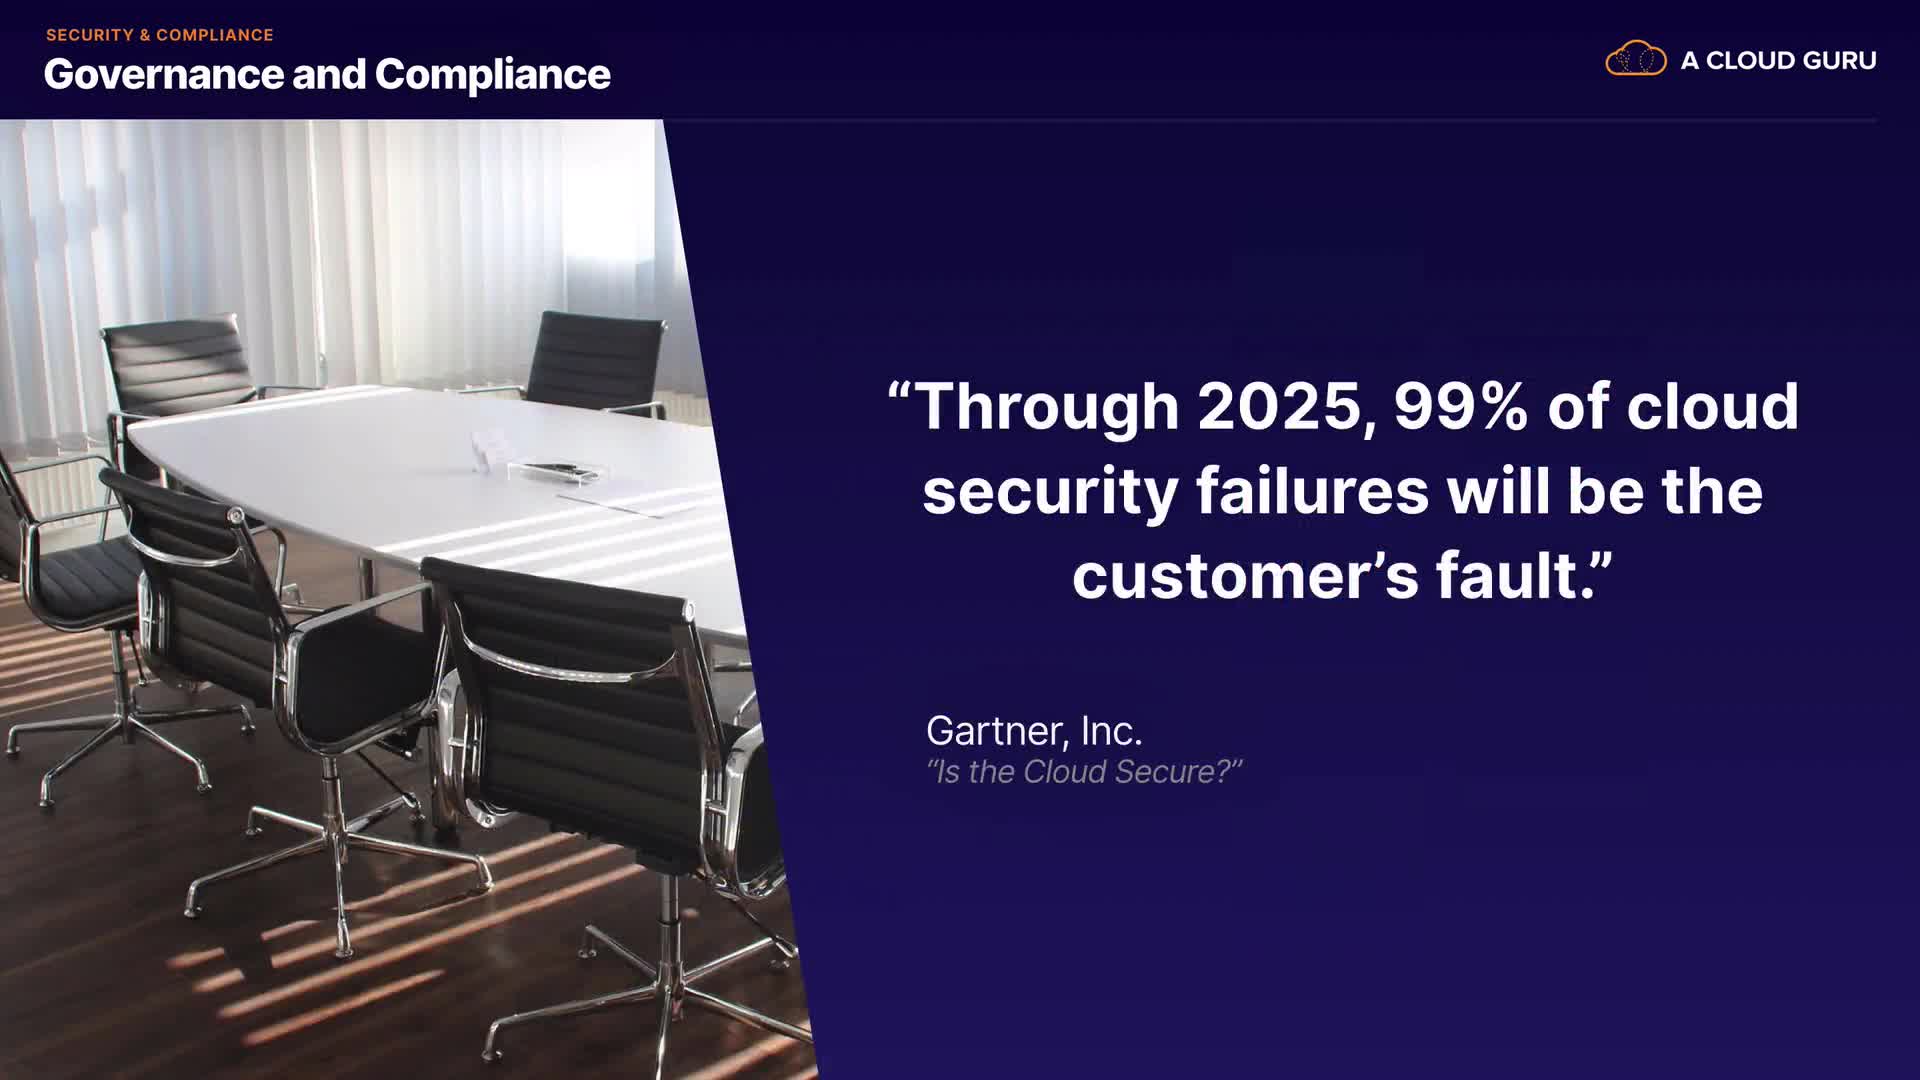 SECURITY & COMPLIANCE
Governance and Compliance
A CLOUD GURU
“Through 2025, 99% of cloud
security failures will be the
customer’s fault.”
Gartner, Inc.
“Is the Cloud Secure?”